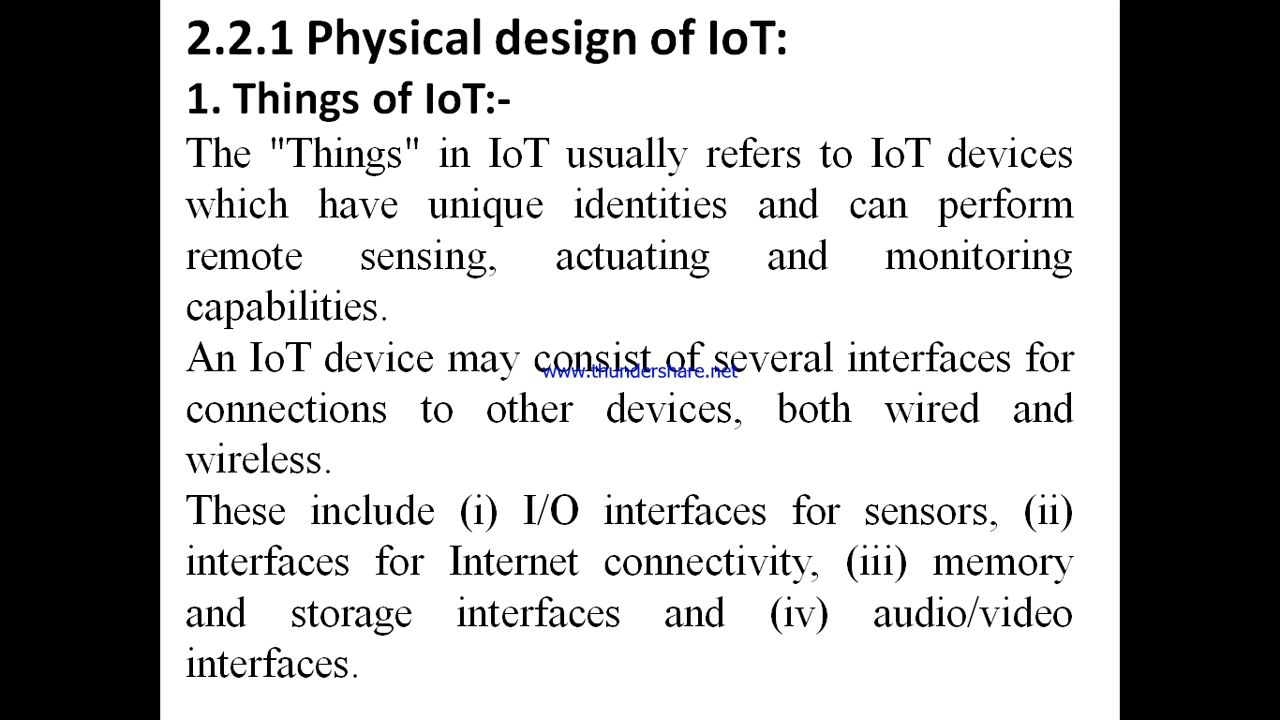 2.2.1 Physical design of IoT:
1. Things of IoT:-
The "Things" in IoT usually refers to IoT devices
which have unique identities and can perform
remote sensing, actuating and monitoring
capabilities.
An IoT device may consist of several interfaces for
www.thundershare.net
connections to other devices, both wired and
wireless.
These include (i) I/O interfaces for sensors, (ii)
interfaces for Internet connectivity, (iii) memory
and storage interfaces and (iv) audio/video
interfaces.